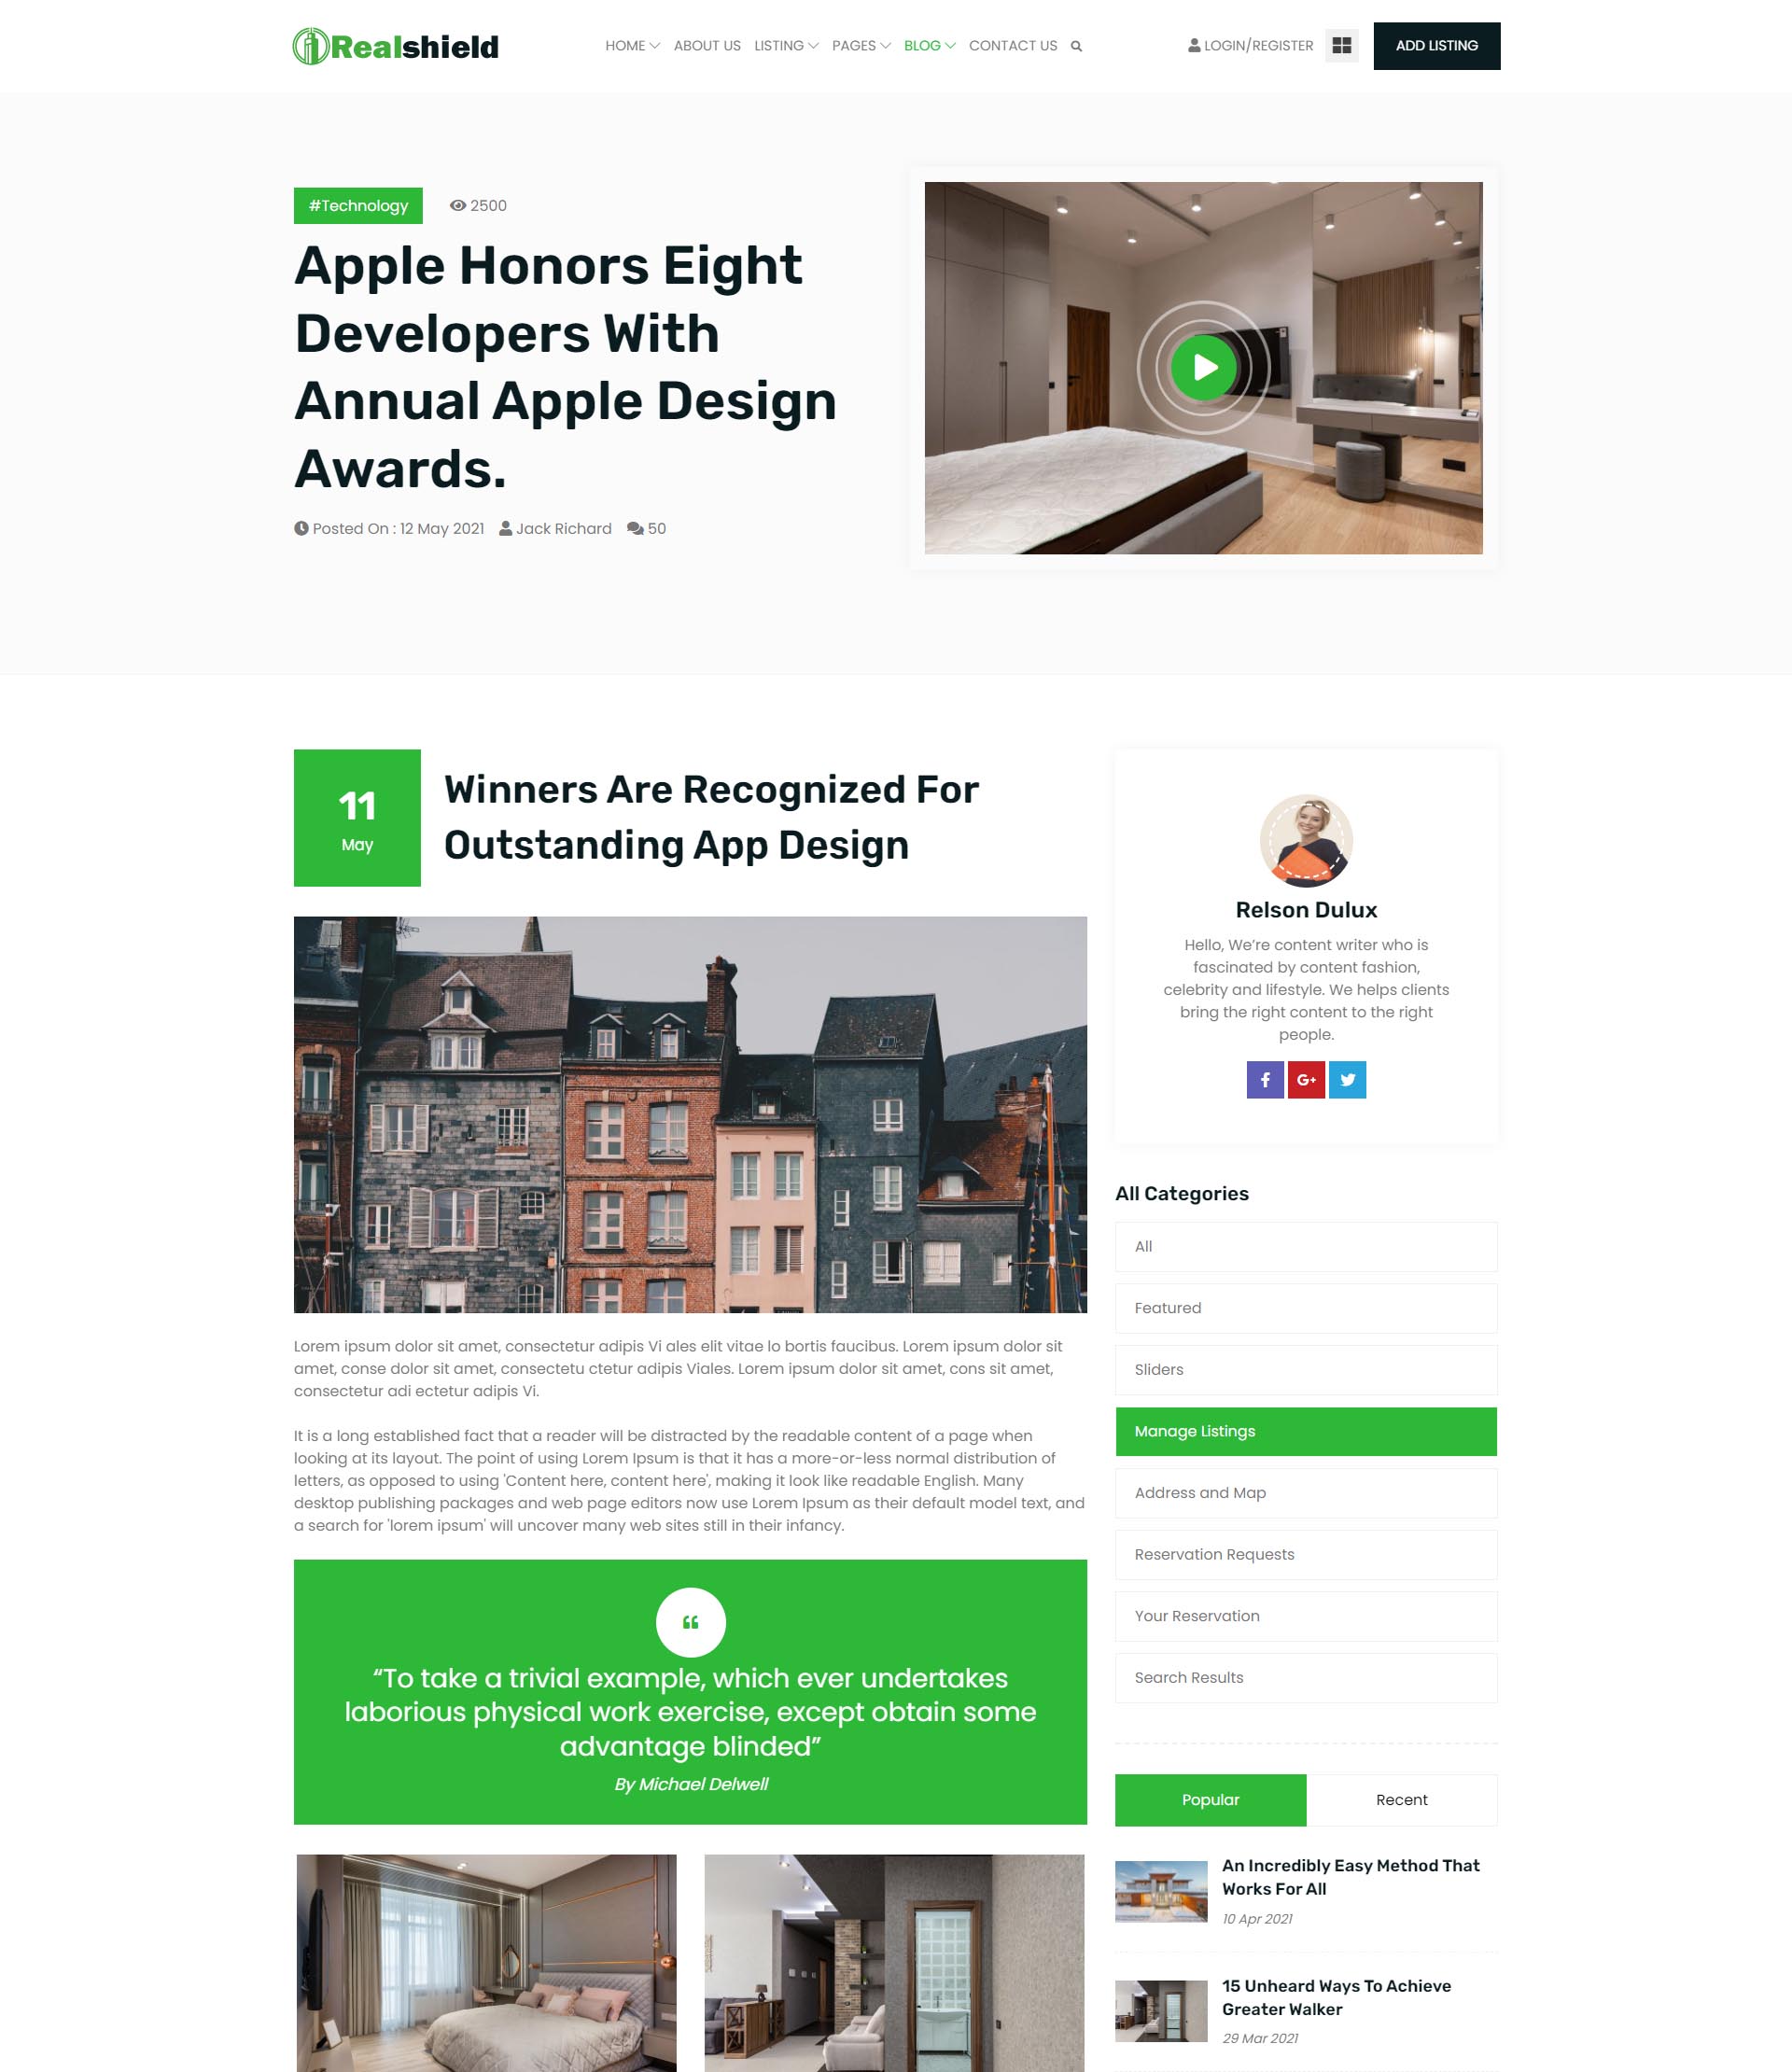 Realshield
HOME ABOUT US LISTING PAGES BLOG CONTACT US
LOGIN/REGISTER
ADD LISTING
#Technology
2500
Apple Honors Eight
Developers With
Annual Apple Design
Awards.
Posted On : 12 May 2021 Jack Richard 50
11
May
Winners Are Recognized For
Outstanding App Design
Lorem ipsum dolor sit amet, consectetur adipis Vi ales elit vitae lo bortis faucibus. Lorem ipsum dolor sit
amet, conse dolor sit amet, consectetu ctetur adipis Viales. Lorem ipsum dolor sit amet, cons sit amet,
consectetur adi ectetur adipis Vi.
It is a long established fact that a reader will be distracted by the readable content of a page when
looking at its layout. The point of using Lorem Ipsum is that it has a more-or-less normal distribution of
letters, as opposed to using 'Content here, content here', making it look like readable English. Many
desktop publishing packages and web page editors now use Lorem Ipsum as their default model text, and
a search for 'lorem ipsum' will uncover many web sites still in their infancy.
“To take a trivial example, which ever undertakes
laborious physical work exercise, except obtain some
advantage blinded”
By Michael Delwell
Relson Dulux
Hello, We’re content writer who is
fascinated by content fashion,
celebrity and lifestyle. We helps clients
bring the right content to the right
people.
All Categories
All
Featured
Sliders
Manage Listings
Address and Map
Reservation Requests
Your Reservation
Search Results
Popular
Recent
An Incredibly Easy Method That
Works For All
10 Apr 2021
15 Unheard Ways To Achieve
Greater Walker
29 Mar 2021